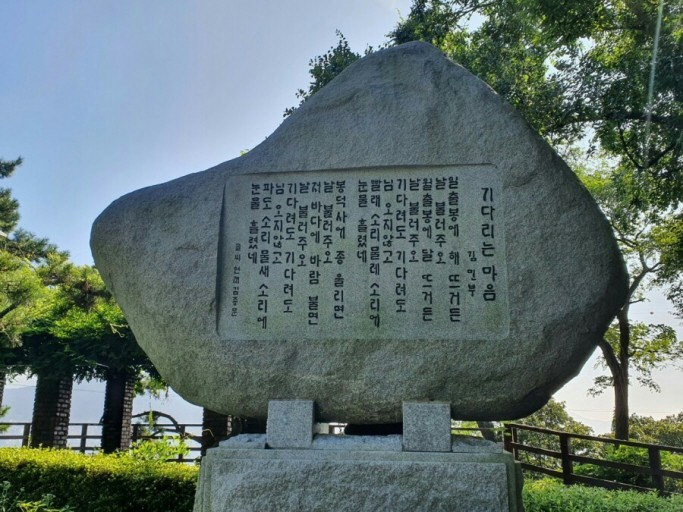 기다리는 마음
김민부
일출봉에 해 뜨거든
날 불러주오
월출봉에 달 뜨거든
날 불러주오
기다려도 기다려도
님 오지않고
빨래 소리 물레 소리에
눈물 흘렸네
봉덕사에 종 울리면
날 불러주오
저 바다에 바람 불면
날 불러주오
기다려도 기다려도
님 오지않고
파도 소리 물새 소리에
눈물 흘렸네